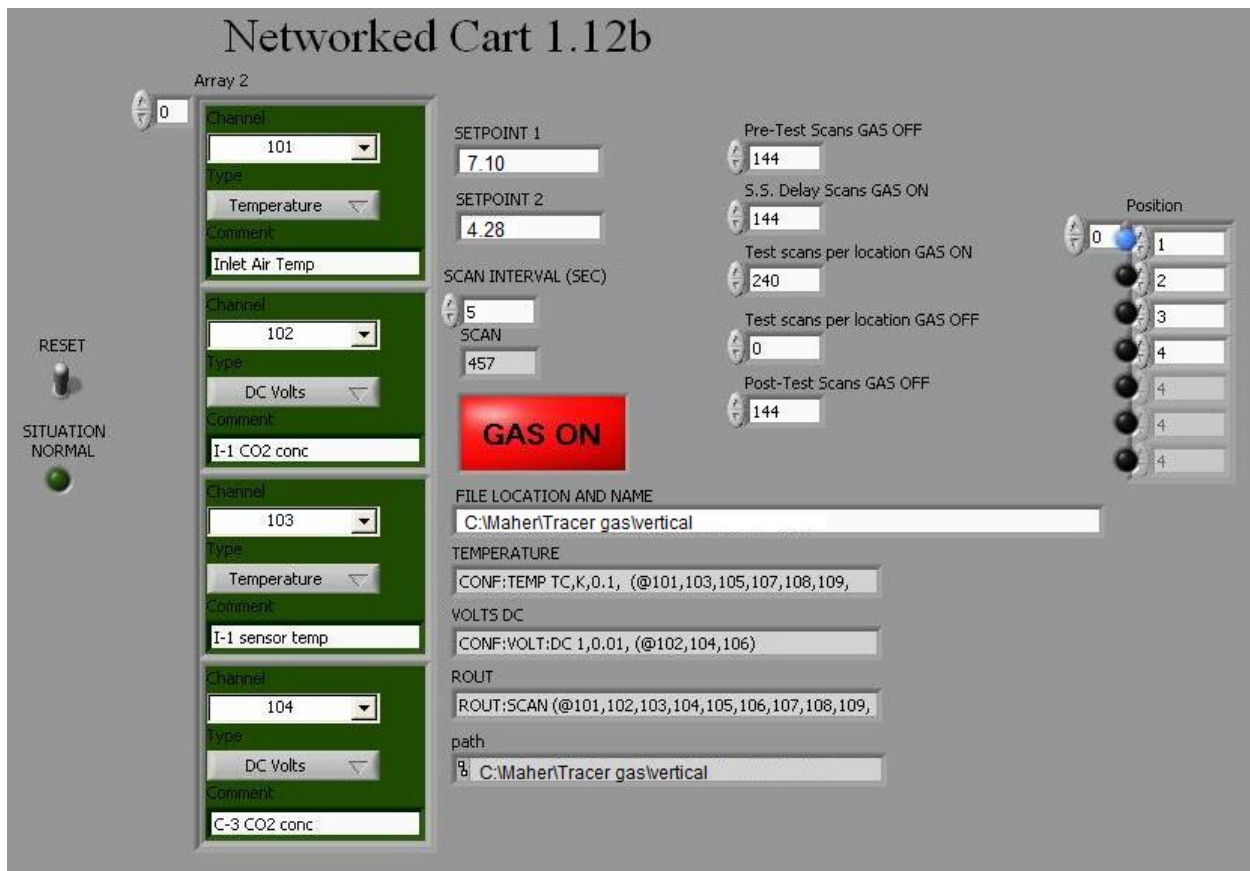 Networked Cart 1.12b
Array 2
0
Channel
101
Type
Temperature
Comment
Inlet Air Temp
Channel
102
Type
DC Volts
Comment
I-1 CO2 conc
Channel
103
Type
Temperature
Comment
I-1 sensor temp
Channel
104
Type
DC Volts
Comment
C-3 CO2 conc
RESET
SITUATION
NORMAL
SETPOINT 1
7.10
SETPOINT 2
4.28
SCAN INTERVAL (SEC)
5
SCAN
457
GAS ON
Pre-Test Scans GAS OFF
144
S.S. Delay Scans GAS ON
144
Test scans per location GAS ON
240
Test scans per location GAS OFF
0
Post-Test Scans GAS OFF
144
Position
0
1
2
3
4
4
4
4
FILE LOCATION AND NAME
C:\Maher\Tracer gas\vertical
TEMPERATURE
CONF:TEMP TC,K,0.1, (@101,103,105,107,108,109,
VOLTS DC
CONF:VOLT:DC 1,0.01, (@102,104,106)
ROUT
ROUT:SCAN (@101,102,103,104,105,106,107,108,109,
path
C:\Maher\Tracer gas\vertical